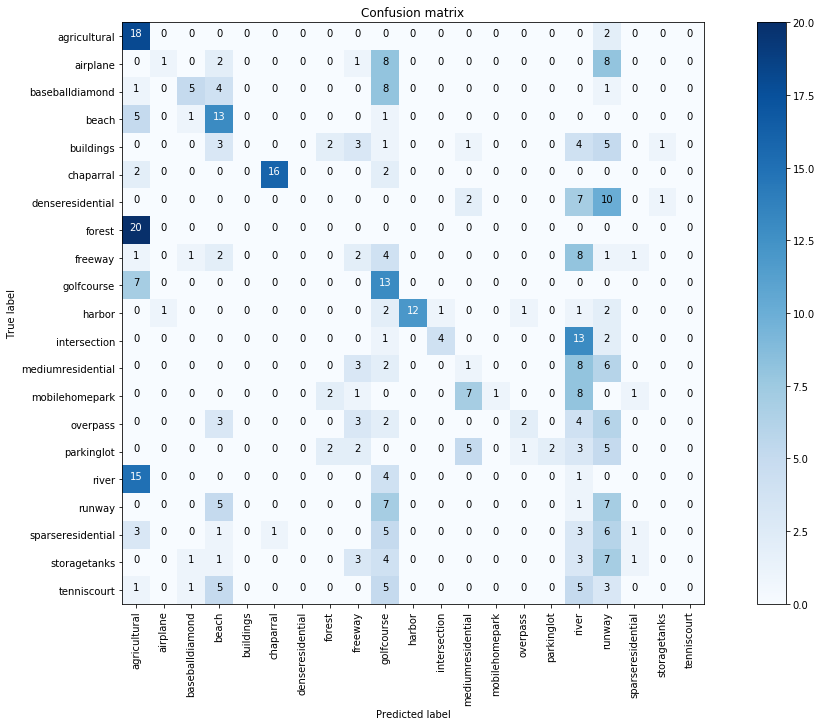 Confusion matrix
True label
agricultural 18 0 0 0 0 0 0 0 0 0 0 0 0 0 0 0 0 2 0 0 0
airplane 0 1 0 2 0 0 0 0 1 8 0 0 0 0 0 0 0 8 0 0 0
baseballdiamond 1 0 5 4 0 0 0 0 0 8 0 0 0 0 0 0 0 1 0 0 0
beach 5 0 1 13 0 0 0 0 0 1 0 0 0 0 0 0 0 0 0 0 0
buildings 0 0 0 3 0 0 0 2 3 1 0 0 1 0 0 0 4 5 0 1 0
chaparral 2 0 0 0 0 16 0 0 0 2 0 0 0 0 0 0 0 0 0 0 0
denseresidential 0 0 0 0 0 0 0 0 0 0 0 0 2 0 0 0 7 10 0 1 0
forest 20 0 0 0 0 0 0 0 0 0 0 0 0 0 0 0 0 0 0 0 0
freeway 1 0 1 2 0 0 0 0 2 4 0 0 0 0 0 0 8 1 1 0 0
golfcourse 7 0 0 0 0 0 0 0 0 13 0 0 0 0 0 0 0 0 0 0 0
harbor 0 1 0 0 0 0 0 0 0 2 12 1 0 0 1 0 1 2 0 0 0
intersection 0 0 0 0 0 0 0 0 0 1 0 4 0 0 0 0 13 2 0 0 0
mediumresidential 0 0 0 0 0 0 0 0 3 2 0 0 1 0 0 0 8 6 0 0 0
mobilehomepark 0 0 0 0 0 0 0 2 1 0 0 0 7 1 0 0 8 0 1 0 0
overpass 0 0 0 3 0 0 0 0 3 2 0 0 0 0 2 0 4 6 0 0 0
parkinglot 0 0 0 0 0 0 0 2 2 0 0 0 5 0 1 2 3 5 0 0 0
river 15 0 0 0 0 0 0 0 0 4 0 0 0 0 0 0 1 0 0 0 0
runway 0 0 0 5 0 0 0 0 0 7 0 0 0 0 0 0 1 7 0 0 0
sparseresidential 3 0 0 1 0 1 0 0 0 5 0 0 0 0 0 0 3 6 1 0 0
storagetanks 0 0 1 1 0 0 0 0 3 4 0 0 0 0 0 0 3 7 1 0 0
tenniscourt 1 0 1 5 0 0 0 0 0 5 0 0 0 0 0 0 5 3 0 0 0
agricultural
airplane
baseballdiamond
beach
buildings
chaparral
denseresidential
forest
freeway
golfcourse
harbor
intersection
mediumresidential
mobilehomepark
overpass
parkinglot
river
runway
sparseresidential
storagetanks
tenniscourt
Predicted label
20.0
17.5
15.0
12.5
10.0
7.5
5.0
2.5
0.0